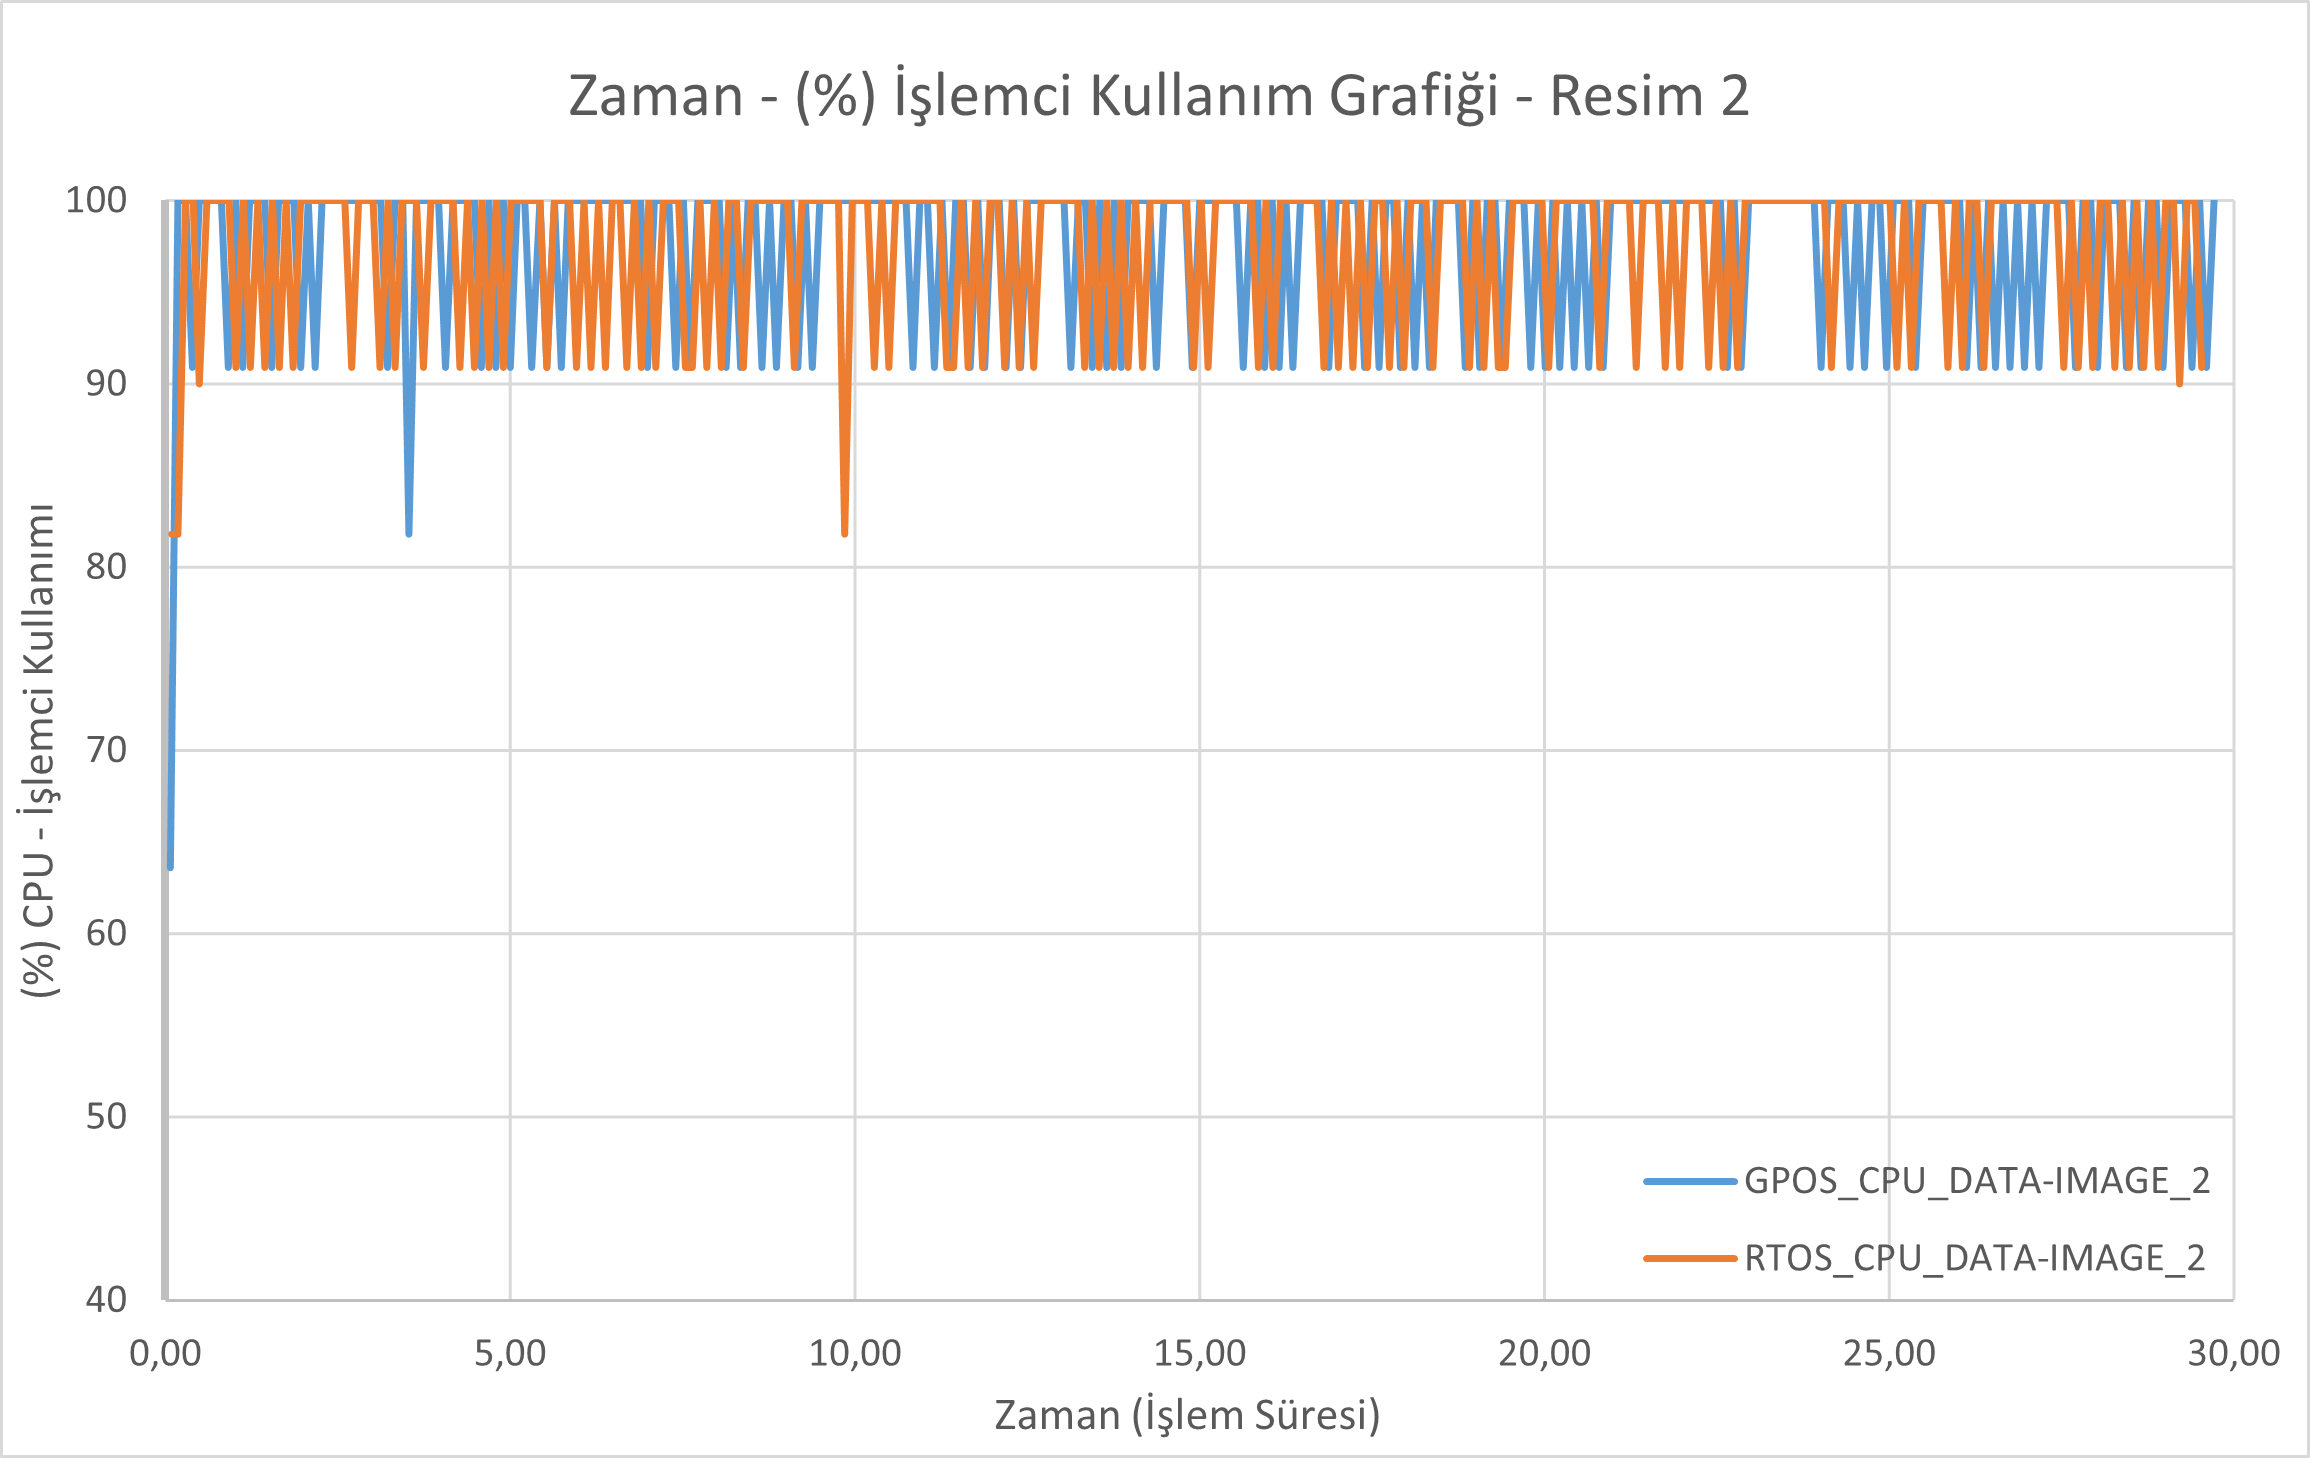 Zaman - (%) İşlemci Kullanım Grafiği - Resim 2
(%) CPU - İşlemci Kullanımı
100
90
80
70
60
50
40
0,00 5,00 10,00 15,00 20,00 25,00 30,00
Zaman (İşlem Süresi)
GPOS_CPU_DATA-IMAGE_2
RTOS_CPU_DATA-IMAGE_2